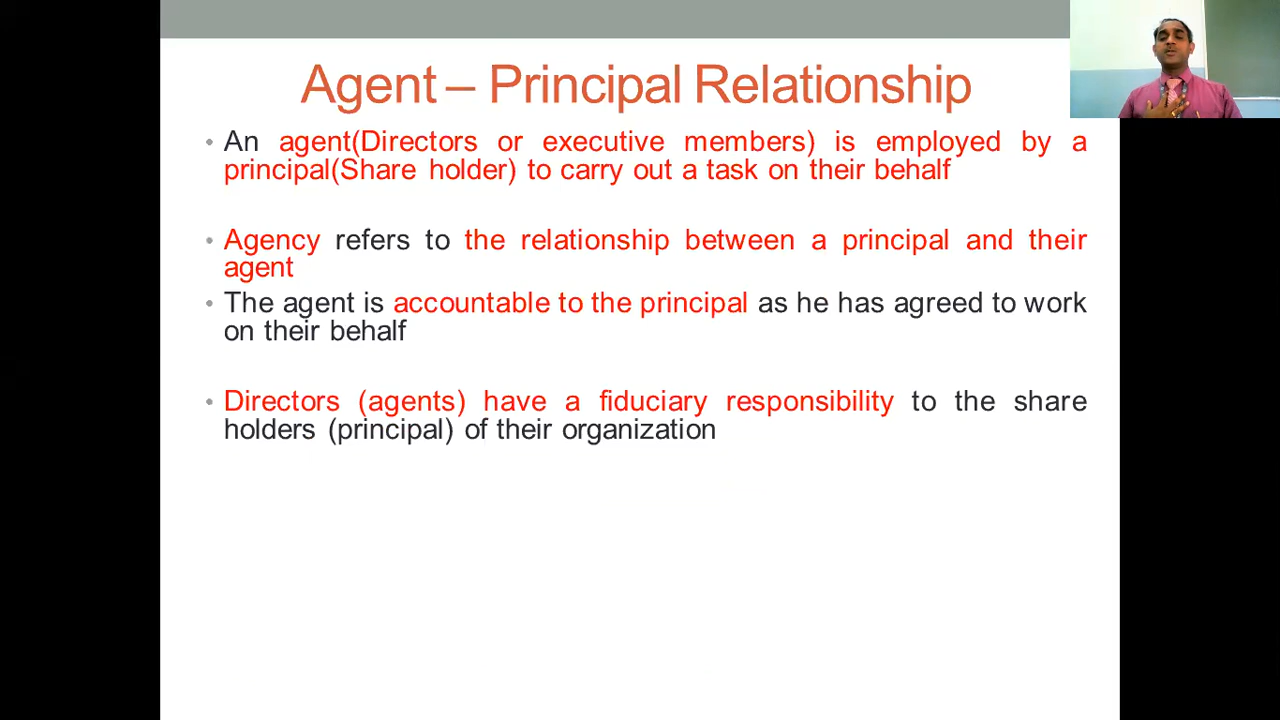 Agent – Principal Relationship
• An agent(Directors or executive members) is employed by a
principal(Share holder) to carry out a task on their behalf
• Agency refers to the relationship between a principal and their
agent
• The agent is accountable to the principal as he has agreed to work
on their behalf
• Directors (agents) have a fiduciary responsibility to the share
holders (principal) of their organization